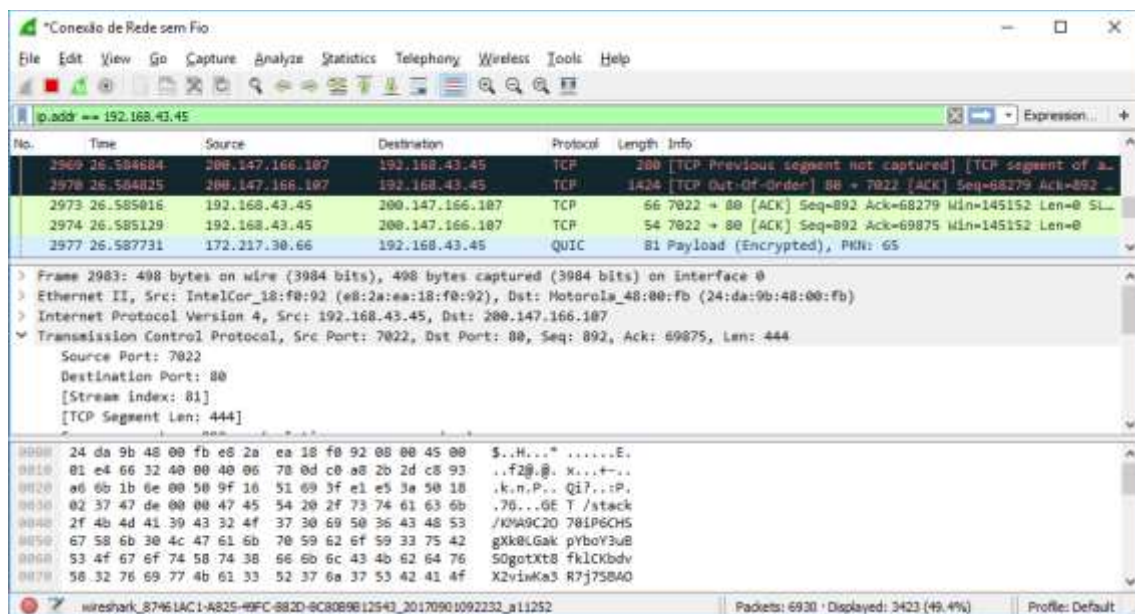 *Conexão de Rede sem Fio
File Edit View Go Capture Analyze Statistics Telephony Wireless Tools Help
ip.addr == 192.168.43.45 Expression... +
No. Time Source Destination Protocol Length Info
2969 26.584684 200.147.166.107 192.168.43.45 TCP 280 [TCP Previous segment not captured] [TCP segment of a…
2970 26.584825 200.147.166.107 192.168.43.45 TCP 1424 [TCP Out-Of-Order] 80 → 7022 [ACK] Seq=68279 Ack=892 …
2973 26.585016 192.168.43.45 200.147.166.107 TCP 66 7022 → 80 [ACK] Seq=892 Ack=68279 Win=145152 Len=0 SL…
2974 26.585129 192.168.43.45 200.147.166.107 TCP 54 7022 → 80 [ACK] Seq=892 Ack=69875 Win=145152 Len=0
2977 26.587731 172.217.30.66 192.168.43.45 QUIC 81 Payload (Encrypted), PKN: 65
Frame 2983: 498 bytes on wire (3984 bits), 498 bytes captured (3984 bits) on interface 0
Ethernet II, Src: IntelCor_18:f0:92 (e8:2a:ea:18:f0:92), Dst: Motorola_48:00:fb (24:da:9b:48:00:fb)
Internet Protocol Version 4, Src: 192.168.43.45, Dst: 200.147.166.107
Transmission Control Protocol, Src Port: 7022, Dst Port: 80, Seq: 892, Ack: 69875, Len: 444
Source Port: 7022
Destination Port: 80
[Stream index: 81]
[TCP Segment Len: 444]
0000 24 da 9b 48 00 fb e8 2a ea 18 f0 92 08 00 45 00 $..H...* ......E.
0010 01 e4 66 32 40 00 40 06 78 0d c0 a8 2b 2d c8 93 ..f2@.@. x...+-..
0020 a6 6b 1b 6e 00 50 9f 16 51 69 3f e1 e5 3a 50 18 .k.n.P.. Qi?..:P.
0030 02 37 47 de 00 00 47 45 54 20 2f 73 74 61 63 6b .7G...GE T /stack
0040 2f 4b 4d 41 39 43 32 4f 37 30 69 50 36 43 48 53 /KMA9C2O 70iP6CHS
0050 67 58 6b 30 4c 47 61 6b 70 59 62 6f 59 33 75 42 gXk0LGak pYboY3uB
0060 53 4f 67 6f 74 58 74 38 66 6b 6c 43 4b 62 64 76 SOgotXt8 fklCKbdv
0070 58 32 76 69 77 4b 61 33 52 37 6a 37 53 42 41 4f X2viwKa3 R7j7SBAO
Packets: 6930 · Displayed: 3423 (49.4%) Profile: Default